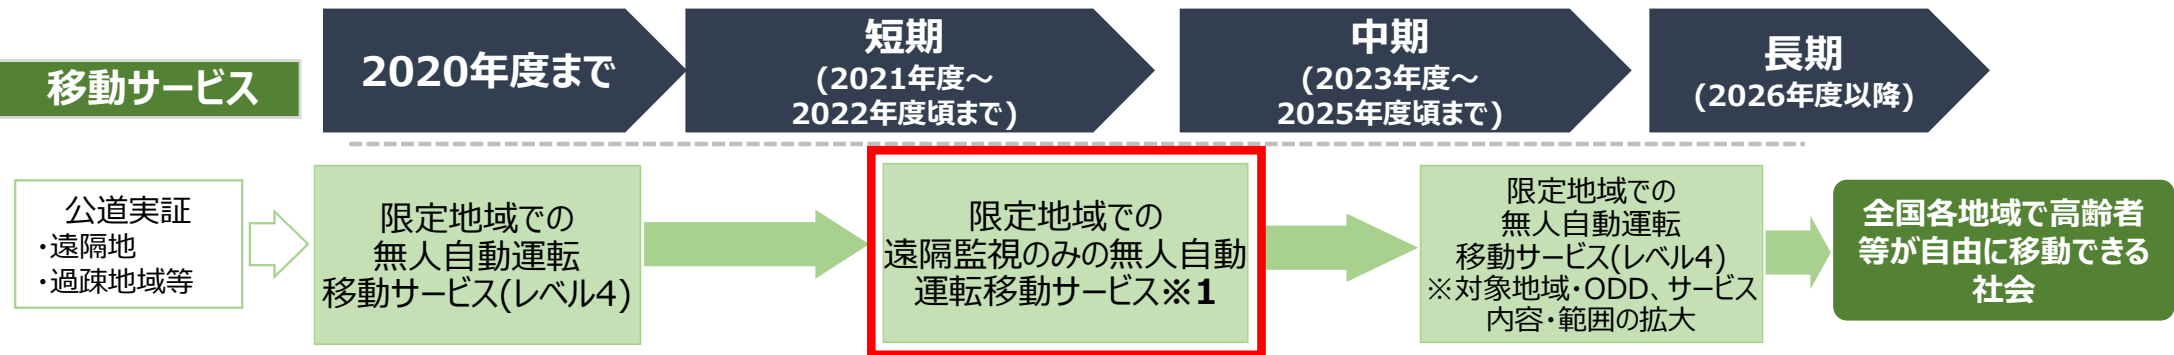 移動サービス
2020年度まで
短期
(2021年度～
2022年度頃まで)
中期
(2023年度～
2025年度頃まで)
長期
(2026年度以降)
公道実証
・遠隔地
・過疎地域等
限定地域での
無人自動運転
移動サービス(レベル4)
限定地域での
遠隔監視のみの無人自動
運転移動サービス※1
限定地域での
無人自動運転
移動サービス(レベル4)
※対象地域・ODD、サービス
内容・範囲の拡大
全国各地域で高齢者
等が自由に移動できる
社会